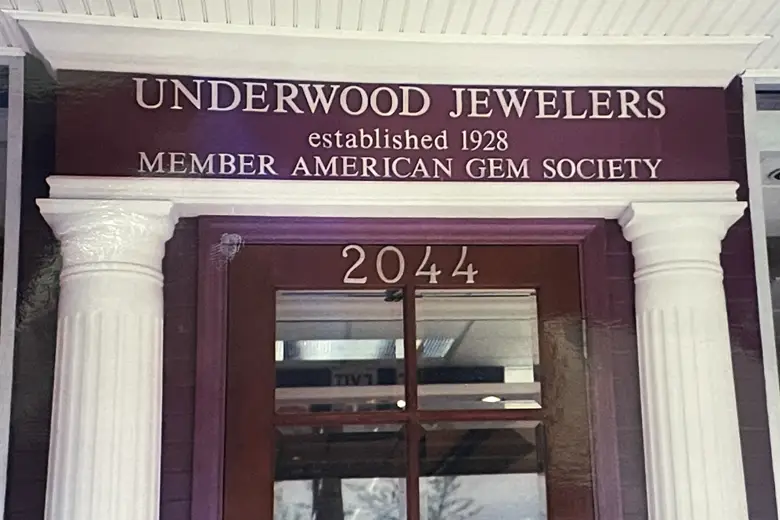 UNDERWOOD JEWELERS
established 1928
MEMBER AMERICAN GEM SOCIETY
2044